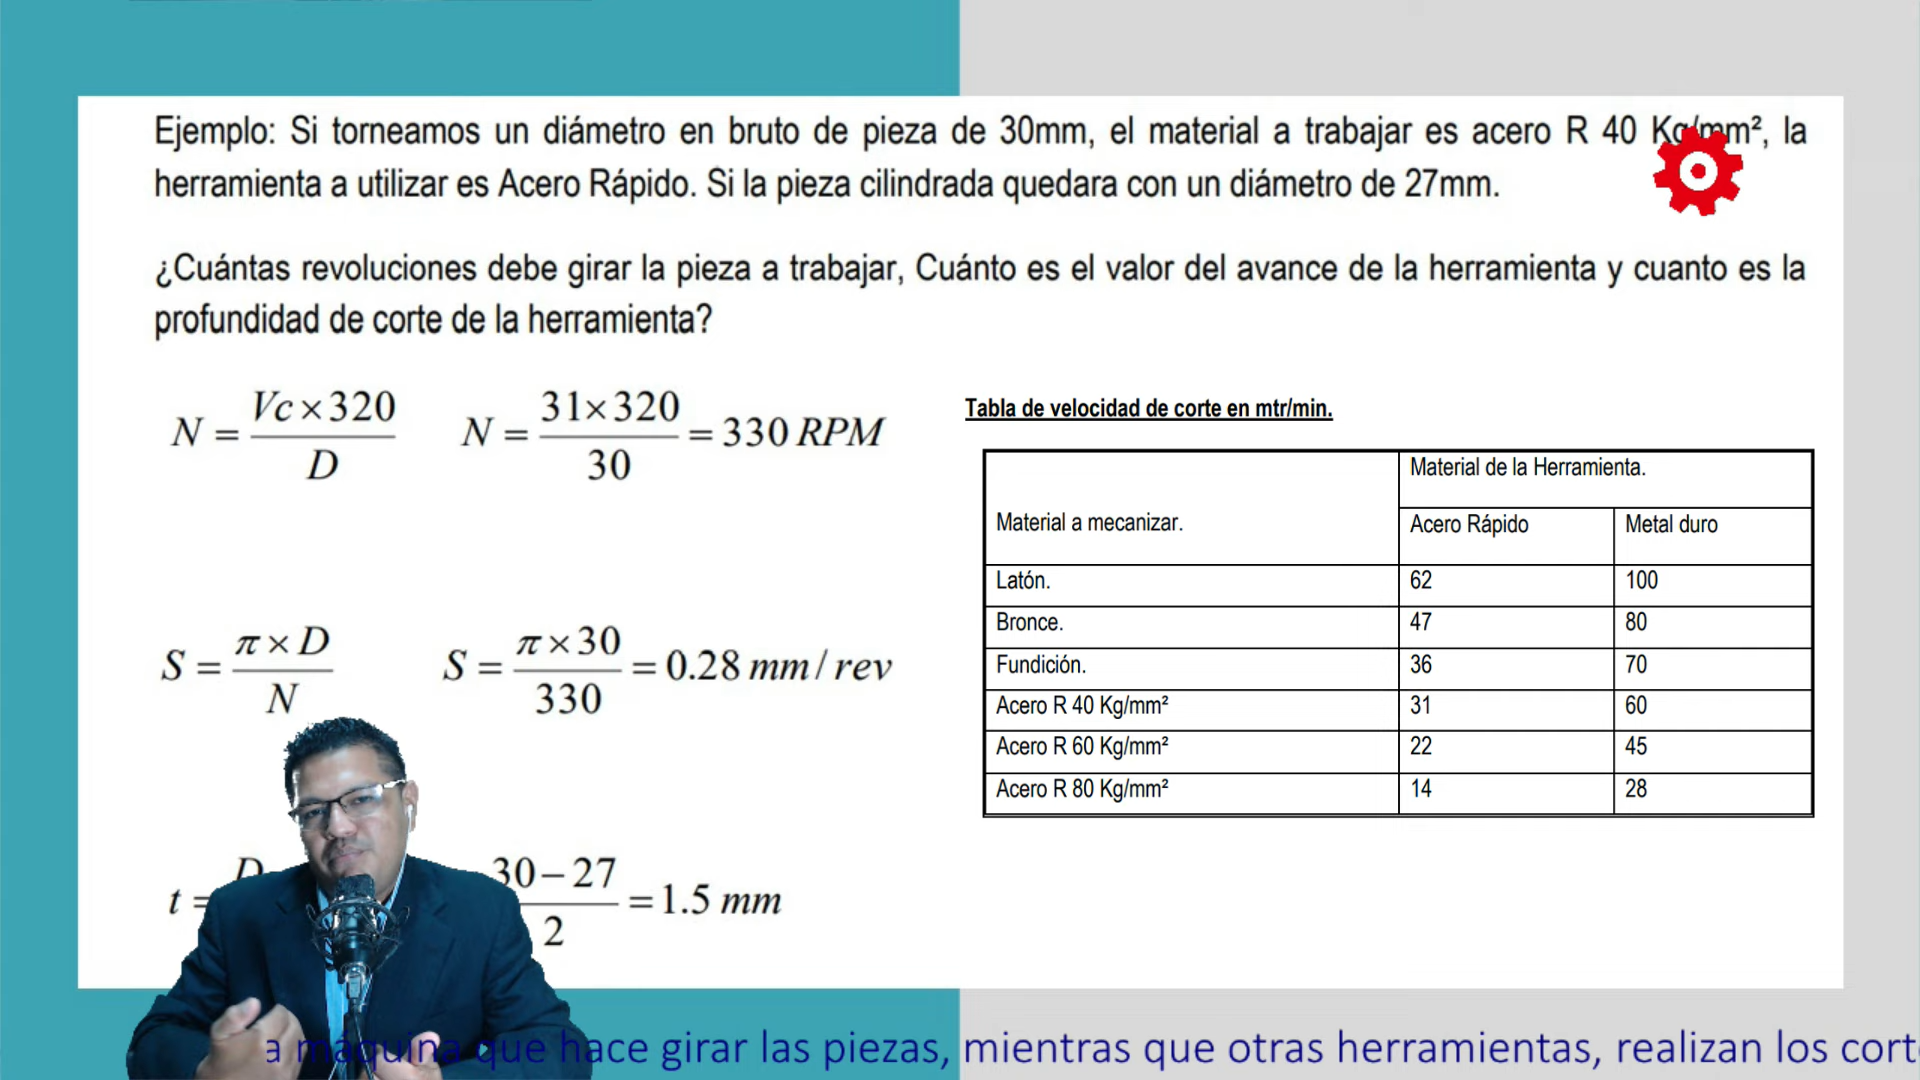 Ejemplo: Si torneamos un diámetro en bruto de pieza de 30mm, el material a trabajar es acero R 40 Kg/mm², la
herramienta a utilizar es Acero Rápido. Si la pieza cilindrada quedara con un diámetro de 27mm.
¿Cuántas revoluciones debe girar la pieza a trabajar, Cuánto es el valor del avance de la herramienta y cuanto es la
profundidad de corte de la herramienta?
N = Vc×320 / D
N = 31×320 / 30 = 330 RPM
S = π×D / N
S = π×30 / 330 = 0.28 mm/rev
t = D
30−27 / 2 = 1.5 mm
Tabla de velocidad de corte en mtr/min.
Material a mecanizar. Material de la Herramienta.
Acero Rápido Metal duro
Latón. 62 100
Bronce. 47 80
Fundición. 36 70
Acero R 40 Kg/mm² 31 60
Acero R 60 Kg/mm² 22 45
Acero R 80 Kg/mm² 14 28
a máquina que hace girar las piezas, mientras que otras herramientas, realizan los cort